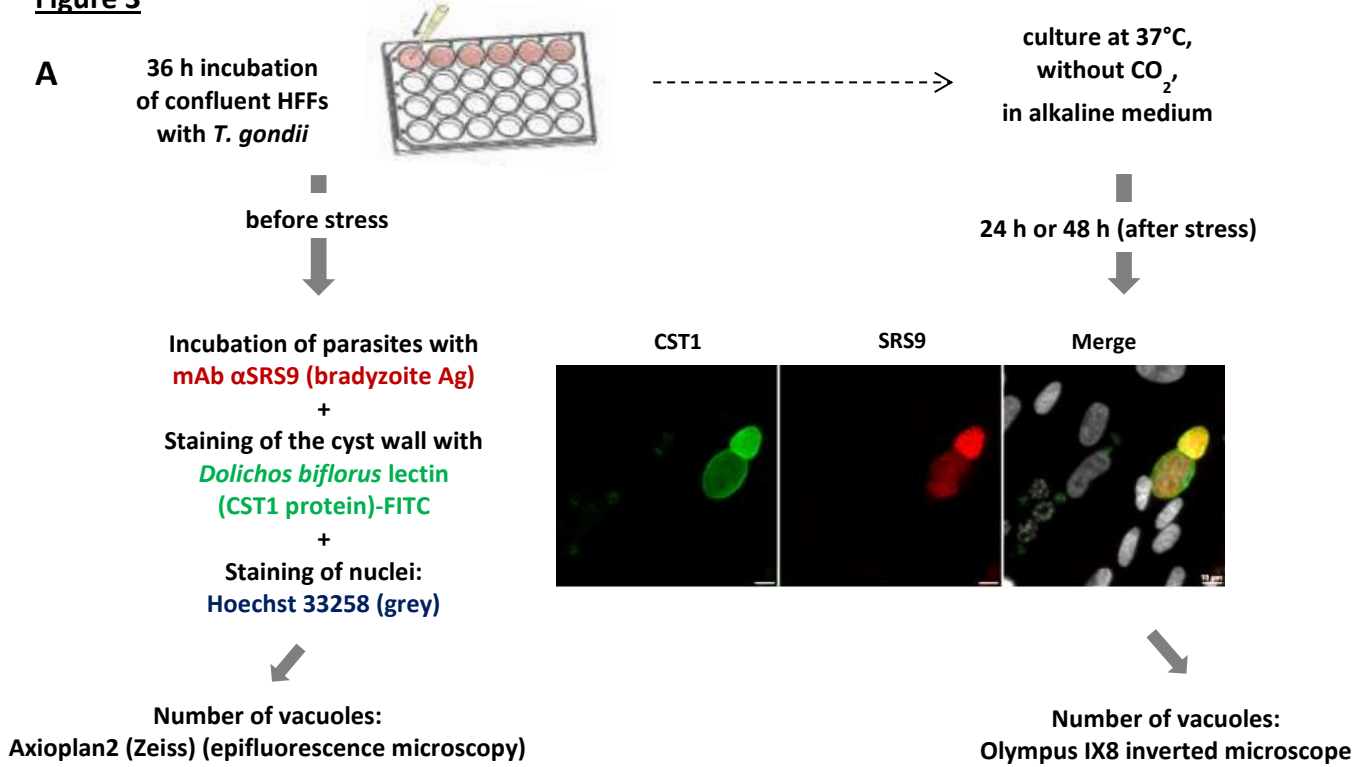 Figure 3
A
36 h incubation
of confluent HFFs
with T. gondii
culture at 37°C,
without CO2,
in alkaline medium
before stress
24 h or 48 h (after stress)
Incubation of parasites with
mAb αSRS9 (bradyzoite Ag)
+
Staining of the cyst wall with
Dolichos biflorus lectin
(CST1 protein)-FITC
+
Staining of nuclei:
Hoechst 33258 (grey)
CST1
SRS9
Merge
10 µm
Number of vacuoles:
Axioplan2 (Zeiss) (epifluorescence microscopy)
Number of vacuoles:
Olympus IX8 inverted microscope